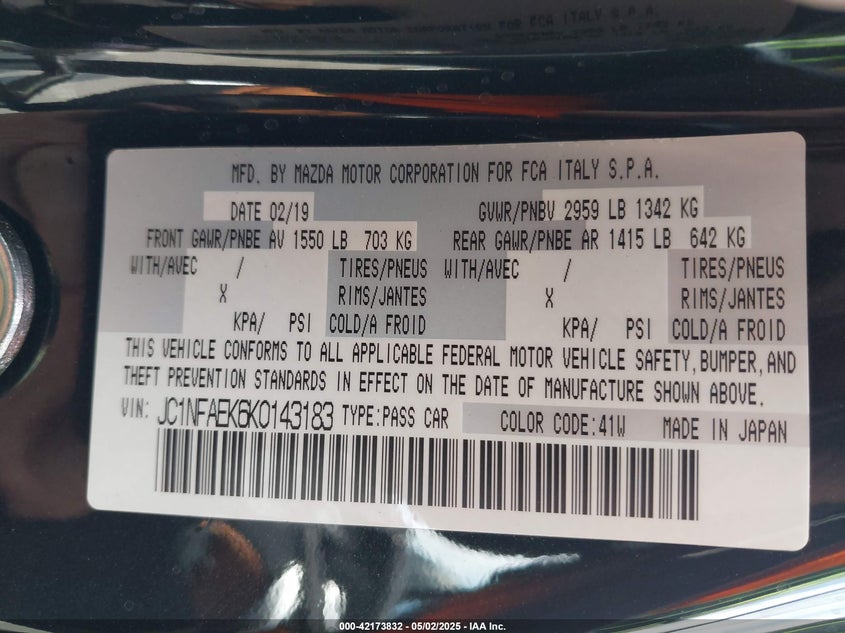 MFD. BY MAZDA MOTOR CORPORATION FOR FCA ITALY S.P.A.
DATE 02/19 GVWR/PNBV 2959 LB 1342 KG
FRONT GAWR/PNBE AV 1550 LB 703 KG REAR GAWR/PNBE AR 1415 LB 642 KG
WITH/AVEC / TIRES/PNEUS WITH/AVEC / TIRES/PNEUS
X RIMS/JANTES X RIMS/JANTES
KPA/ PSI COLD/A FROID KPA/ PSI COLD/A FROID
THIS VEHICLE CONFORMS TO ALL APPLICABLE FEDERAL MOTOR VEHICLE SAFETY, BUMPER, AND
THEFT PREVENTION STANDARDS IN EFFECT ON THE DATE OF MANUFACTURE SHOWN ABOVE.
VIN: JC1NFAEK6K0143183 TYPE:PASS CAR COLOR CODE:41W MADE IN JAPAN
000-42173832 - 05/02/2025 - IAA Inc.